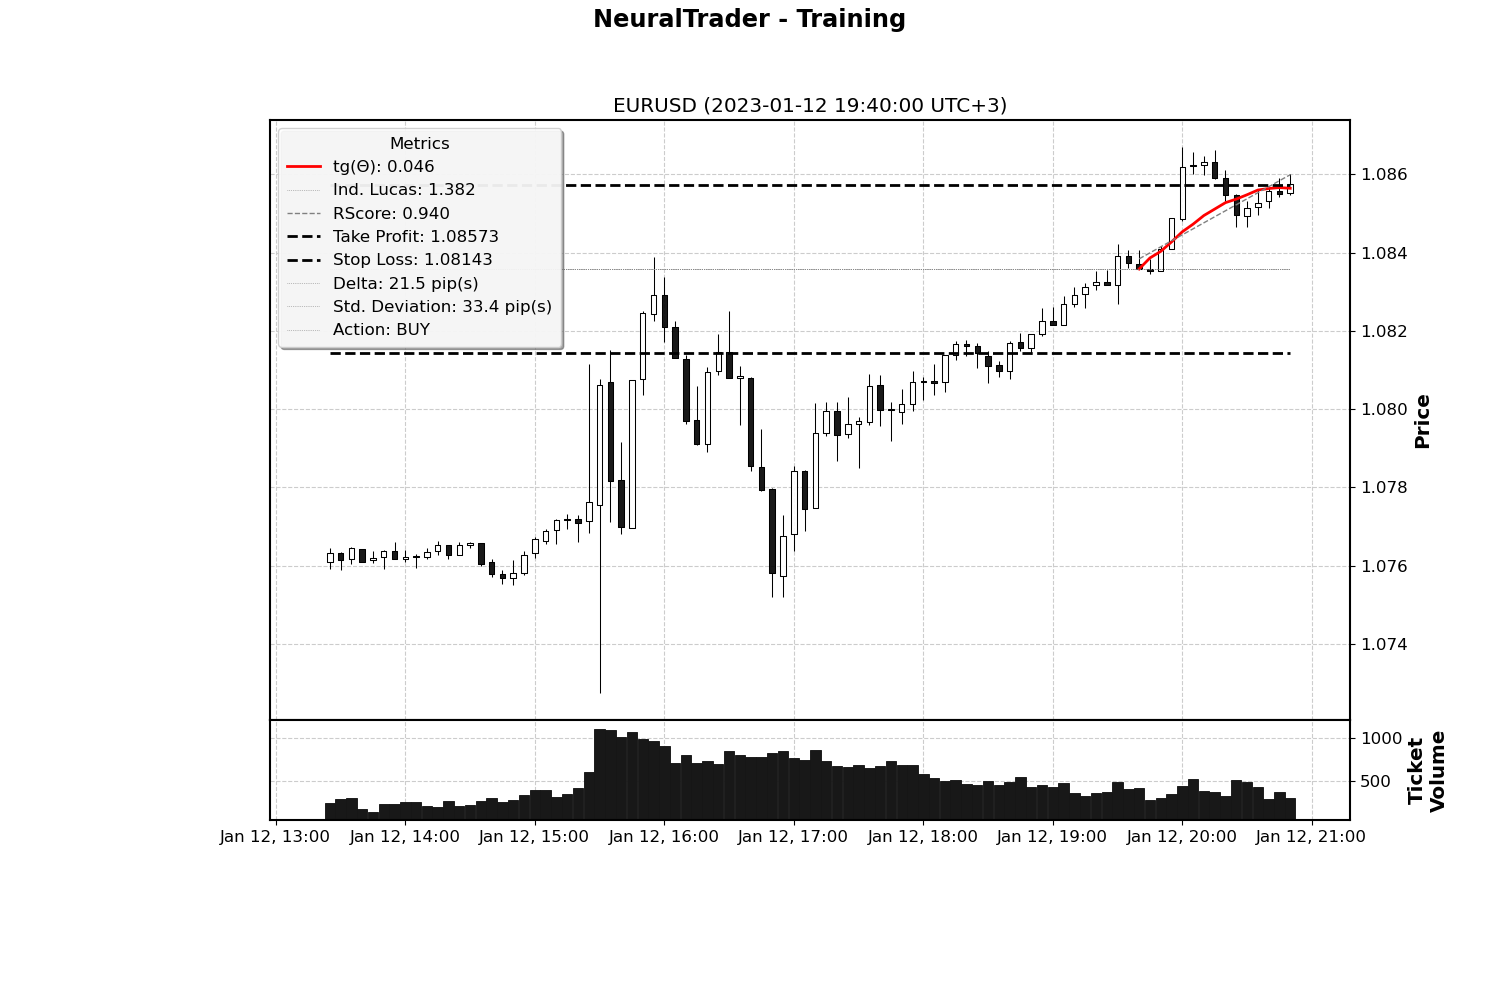 NeuralTrader - Training
EURUSD (2023-01-12 19:40:00 UTC+3)
Metrics
tg(Θ): 0.046
Ind. Lucas: 1.382
RScore: 0.940
Take Profit: 1.08573
Stop Loss: 1.08143
Delta: 21.5 pip(s)
Std. Deviation: 33.4 pip(s)
Action: BUY
1.086
1.084
1.082
1.080
1.078
1.076
1.074
Price
1000
500
Ticket
Volume
Jan 12, 13:00 Jan 12, 14:00 Jan 12, 15:00 Jan 12, 16:00 Jan 12, 17:00 Jan 12, 18:00 Jan 12, 19:00 Jan 12, 20:00 Jan 12, 21:00